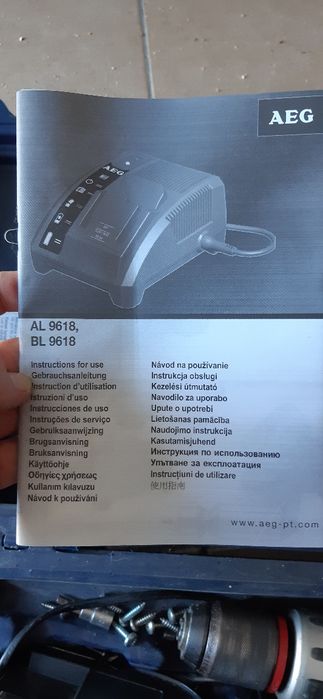 AEG
AEG
AL 9618,
BL 9618
Instructions for use
Gebrauchsanleitung
Instruction d'utilisation
Istruzioni d'uso
Instrucciones de uso
Instruções de serviço
Gebruiksaanwijzing
Brugsanvisning
Bruksanvisning
Käyttöohje
Οδηγίες χρήσεως
Kullanım kılavuzu
Návod k používání
Návod na používanie
Instrukcja obsługi
Kezelési útmutató
Navodilo za uporabo
Upute o upotrebi
Lietošanas pamācība
Naudojimo instrukcija
Kasutamisjuhend
Инструкция по использованию
Упътване за експлоатация
Instrucțiuni de utilizare
使用指南
www.aeg-pt.com